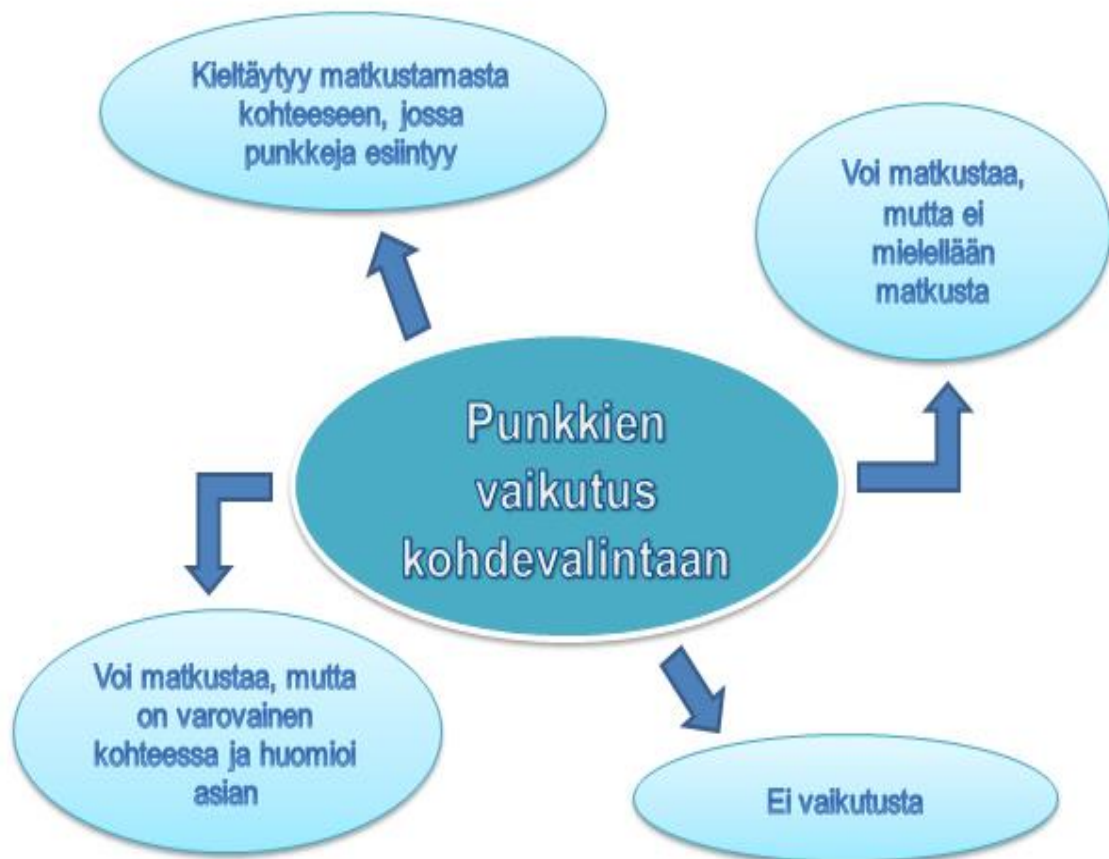 Kieltäytyy matkustamasta
kohteeseen, jossa
punkkeja esiintyy
Voi matkustaa,
mutta ei
mielellään
matkusta
Punkkien
vaikutus
kohdevalintaan
Voi matkustaa, mutta
on varovainen
kohteessa ja huomioi
asian
Ei vaikutusta